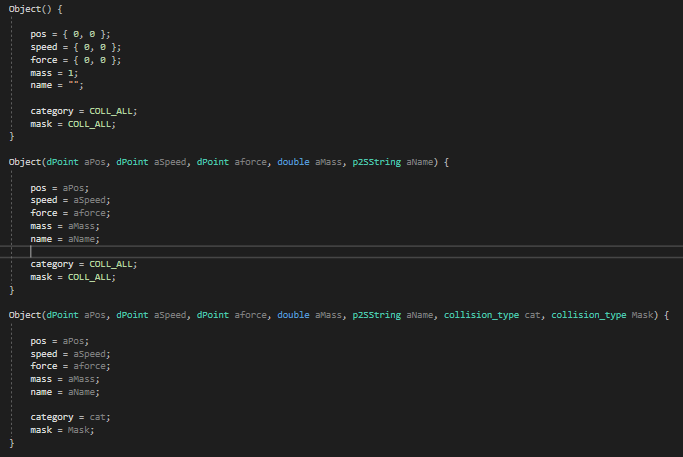 Object() {
pos = { 0, 0 };
speed = { 0, 0 };
force = { 0, 0 };
mass = 1;
name = "";
category = COLL_ALL;
mask = COLL_ALL;
}
Object(dPoint aPos, dPoint aSpeed, dPoint aforce, double aMass, p2SString aName) {
pos = aPos;
speed = aSpeed;
force = aforce;
mass = aMass;
name = aName;
category = COLL_ALL;
mask = COLL_ALL;
}
Object(dPoint aPos, dPoint aSpeed, dPoint aforce, double aMass, p2SString aName, collision_type cat, collision_type Mask) {
pos = aPos;
speed = aSpeed;
force = aforce;
mass = aMass;
name = aName;
category = cat;
mask = Mask;
}